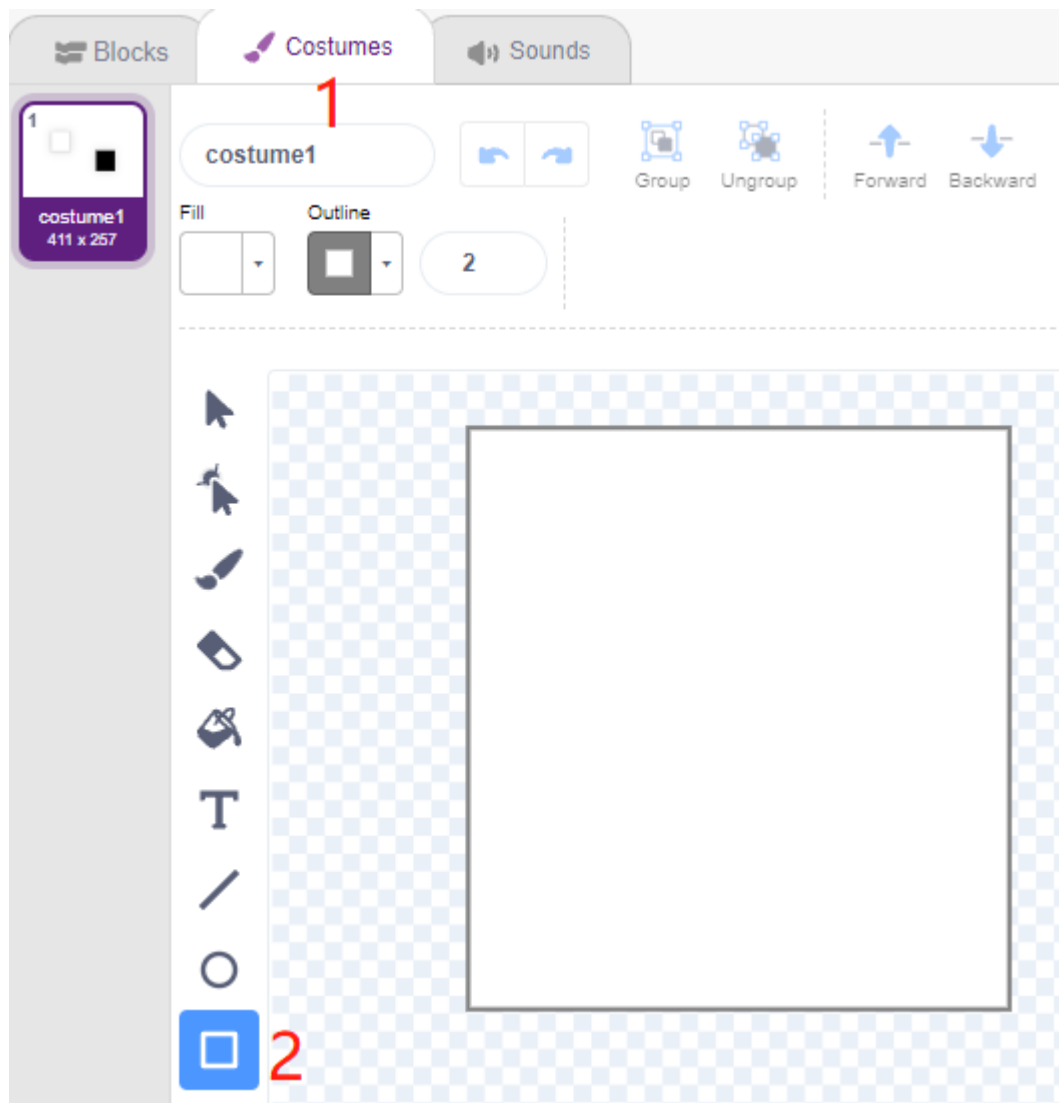 Blocks
Costumes
Sounds
1
1
costume1
411 x 257
costume1
Group
Ungroup
Forward
Backward
Fill
Outline
2
T
2